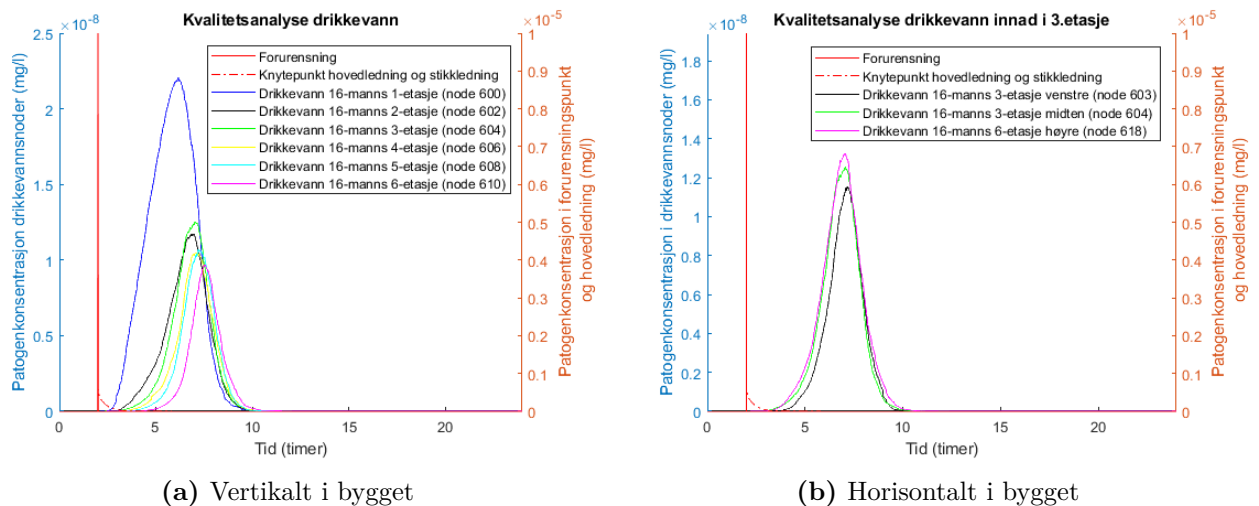 Kvalitetsanalyse drikkevann
×10⁻⁸
×10⁻⁵
2.5
2
1.5
1
0.5
0
1
0.9
0.8
0.7
0.6
0.5
0.4
0.3
0.2
0.1
0
Patogenkonsentrasjon drikkevannsnoder (mg/l)
Patogenkonsentrasjon i forurensningspunkt
og hovedledning (mg/l)
Forurensning
Knytepunkt hovedledning og stikkledning
Drikkevann 16-manns 1-etasje (node 600)
Drikkevann 16-manns 2-etasje (node 602)
Drikkevann 16-manns 3-etasje (node 604)
Drikkevann 16-manns 4-etasje (node 606)
Drikkevann 16-manns 5-etasje (node 608)
Drikkevann 16-manns 6-etasje (node 610)
0 5 10 15 20
Tid (timer)
(a) Vertikalt i bygget
Kvalitetsanalyse drikkevann innad i 3.etasje
×10⁻⁸
×10⁻⁵
1.8
1.6
1.4
1.2
1
0.8
0.6
0.4
0.2
0
1
0.9
0.8
0.7
0.6
0.5
0.4
0.3
0.2
0.1
0
Patogenkonsentrasjon i drikkevannsnoder (mg/l)
Patogenkonsentrasjon i forurensningspunkt
og hovedledning (mg/l)
Forurensning
Knytepunkt hovedledning og stikkledning
Drikkevann 16-manns 3-etasje venstre (node 603)
Drikkevann 16-manns 3-etasje midten (node 604)
Drikkevann 16-manns 6-etasje høyre (node 618)
0 5 10 15 20
Tid (timer)
(b) Horisontalt i bygget